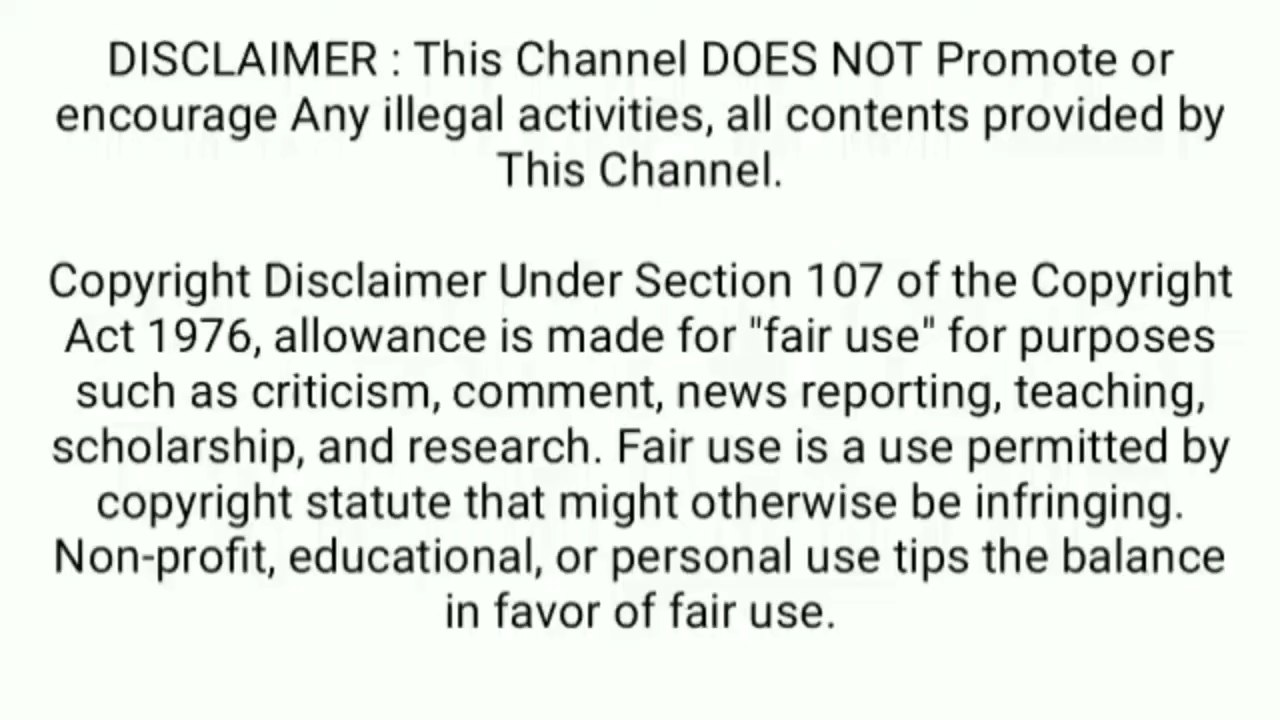 DISCLAIMER : This Channel DOES NOT Promote or
encourage Any illegal activities, all contents provided by
This Channel.
Copyright Disclaimer Under Section 107 of the Copyright
Act 1976, allowance is made for "fair use" for purposes
such as criticism, comment, news reporting, teaching,
scholarship, and research. Fair use is a use permitted by
copyright statute that might otherwise be infringing.
Non-profit, educational, or personal use tips the balance
in favor of fair use.